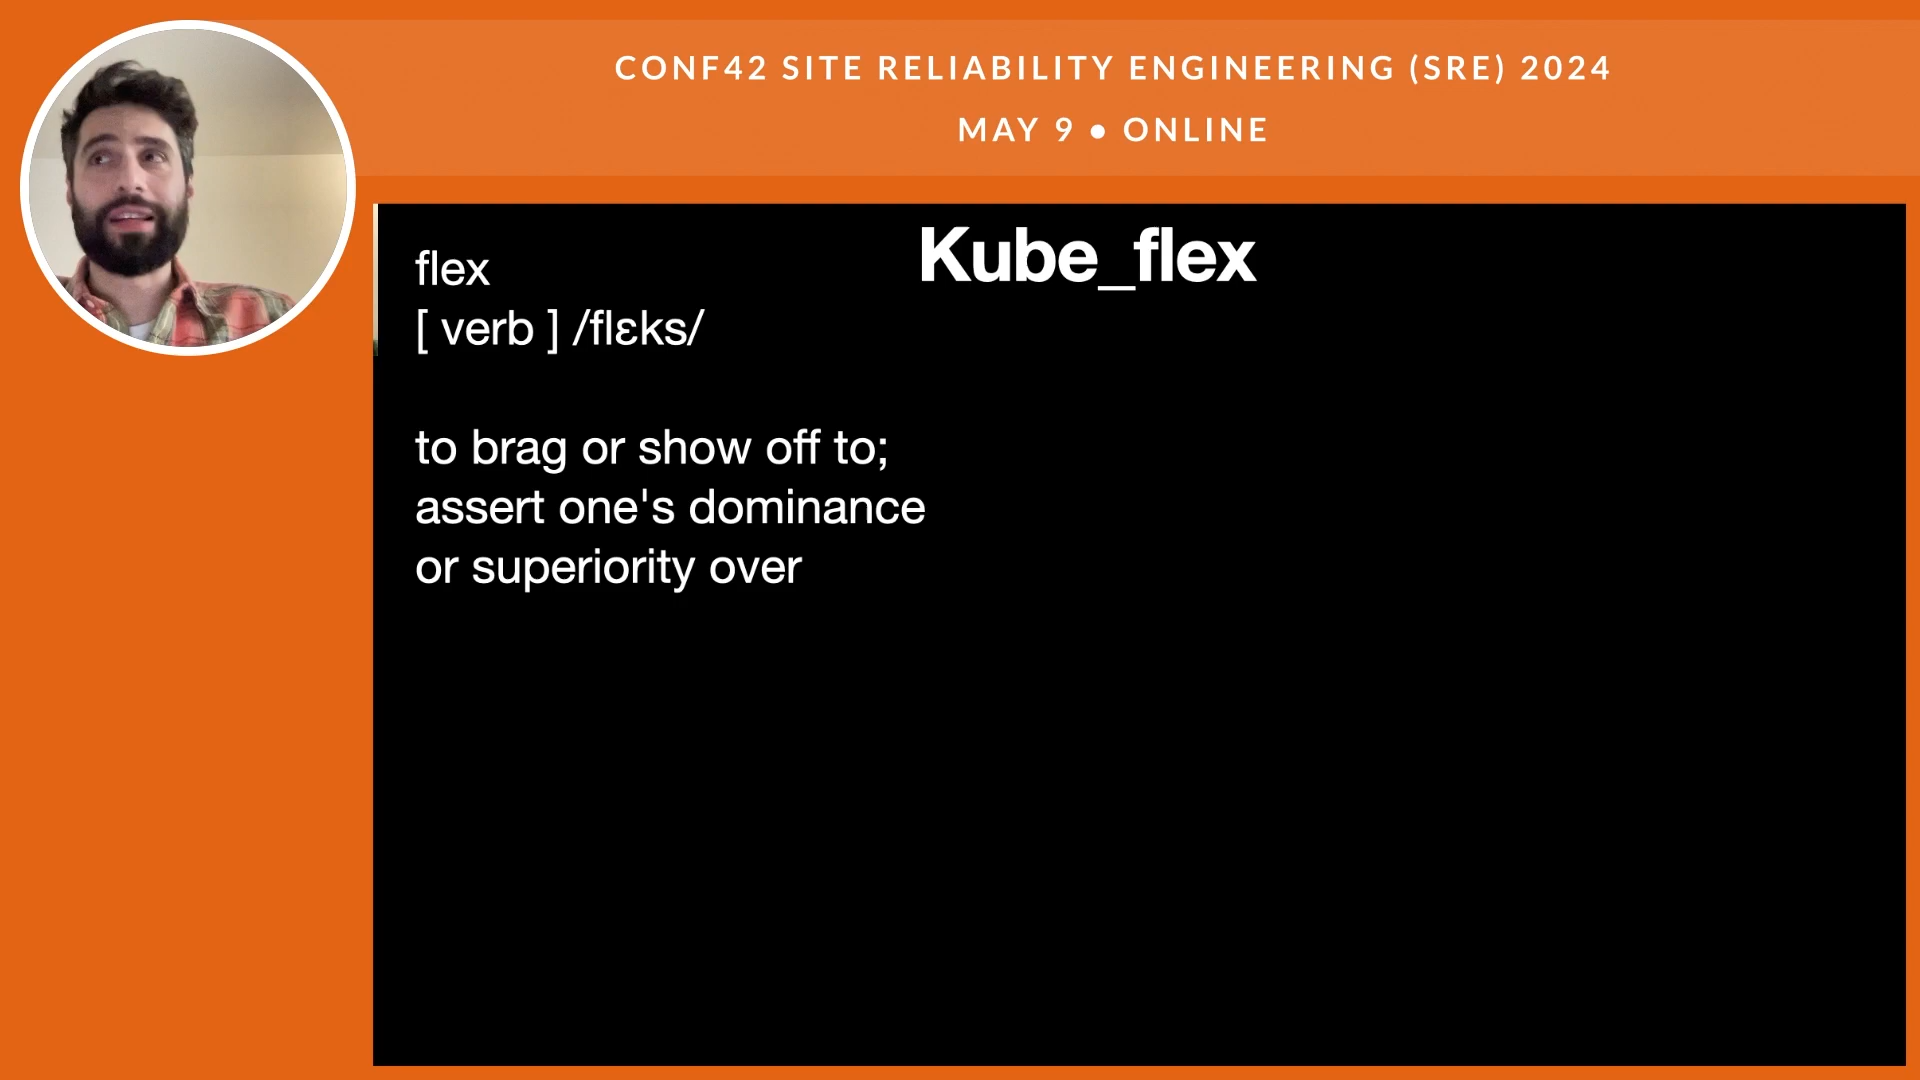 CONF42 SITE RELIABILITY ENGINEERING (SRE) 2024
MAY 9 • ONLINE
Kube_flex
flex
[ verb ] /flɛks/
to brag or show off to;
assert one's dominance
or superiority over